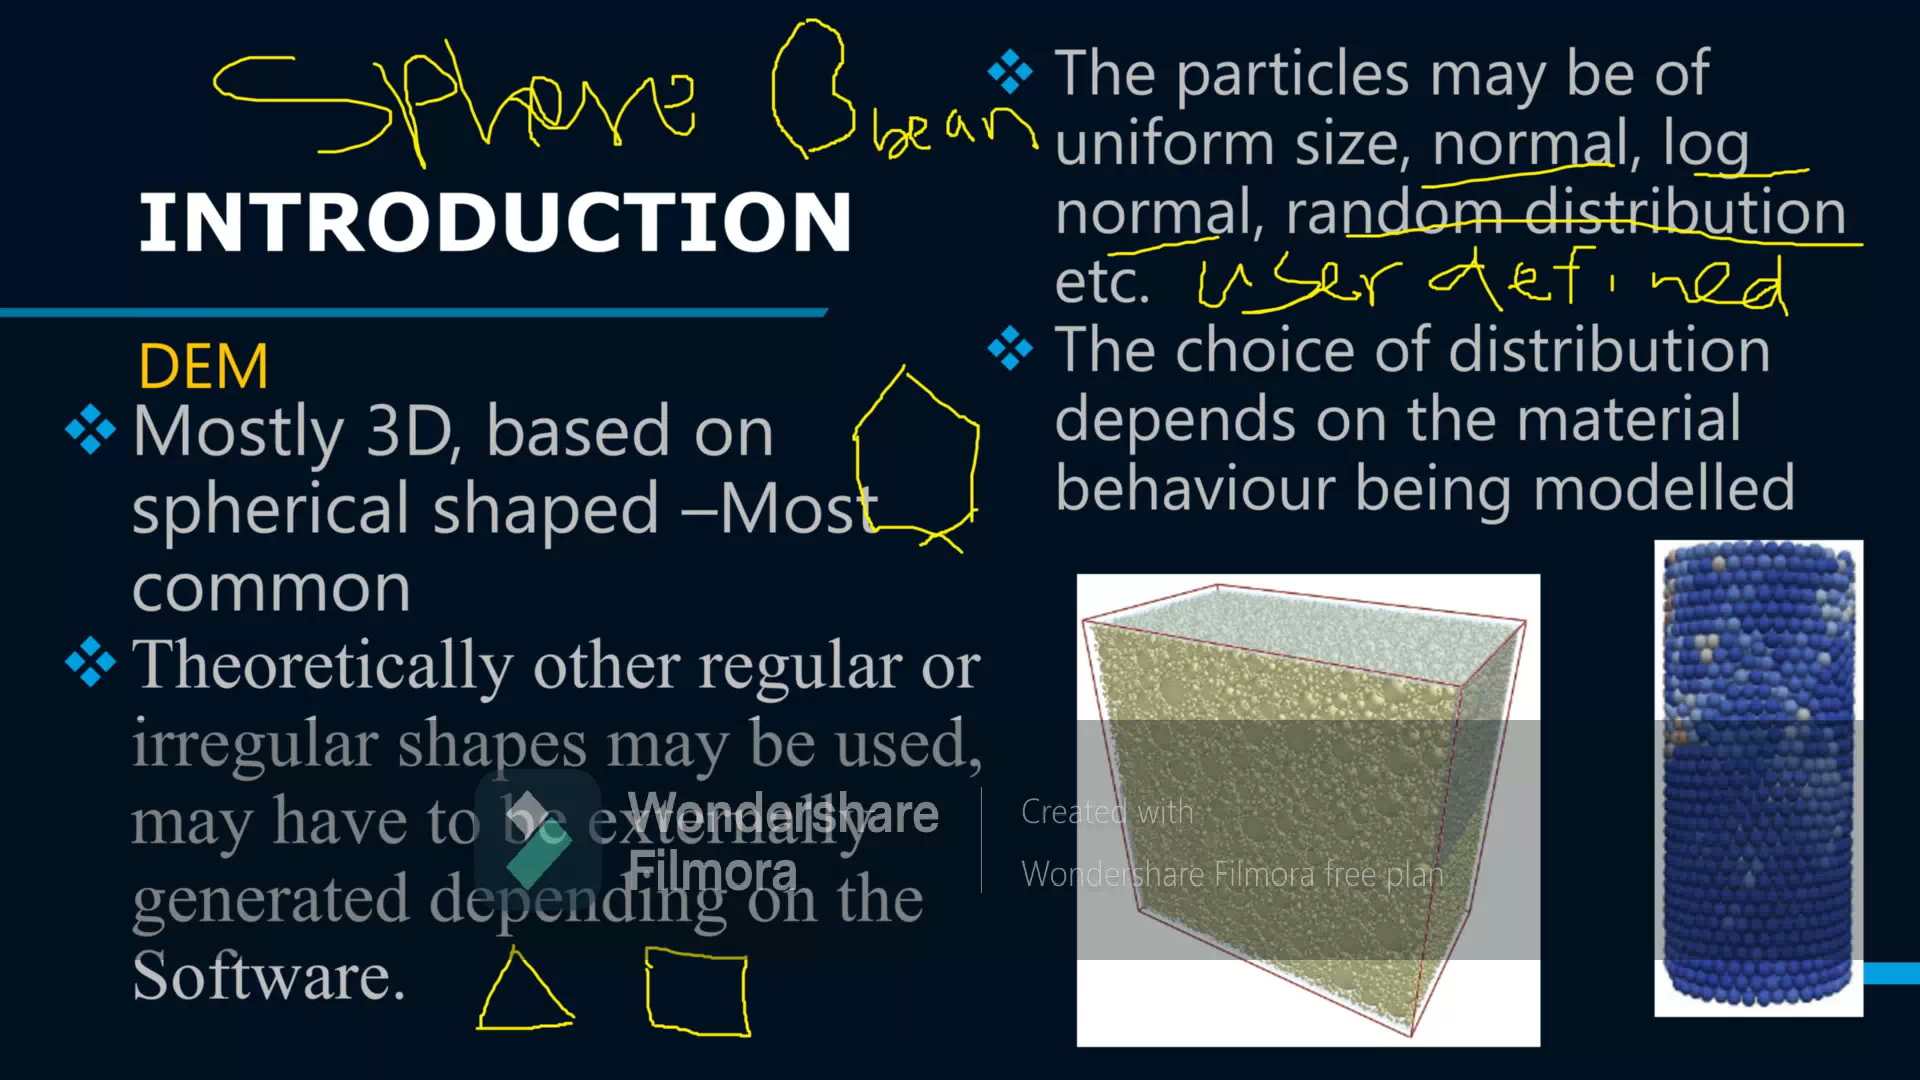 Sphere
bean
INTRODUCTION
DEM
Mostly 3D, based on
spherical shaped –Most
common
Theoretically other regular or
irregular shapes may be used,
may have to be externally
generated depending on the
Software.
The particles may be of
uniform size, normal, log
normal, random distribution
etc. user defined
The choice of distribution
depends on the material
behaviour being modelled
Wondershare
Filmora
Created with
Wondershare Filmora free plan